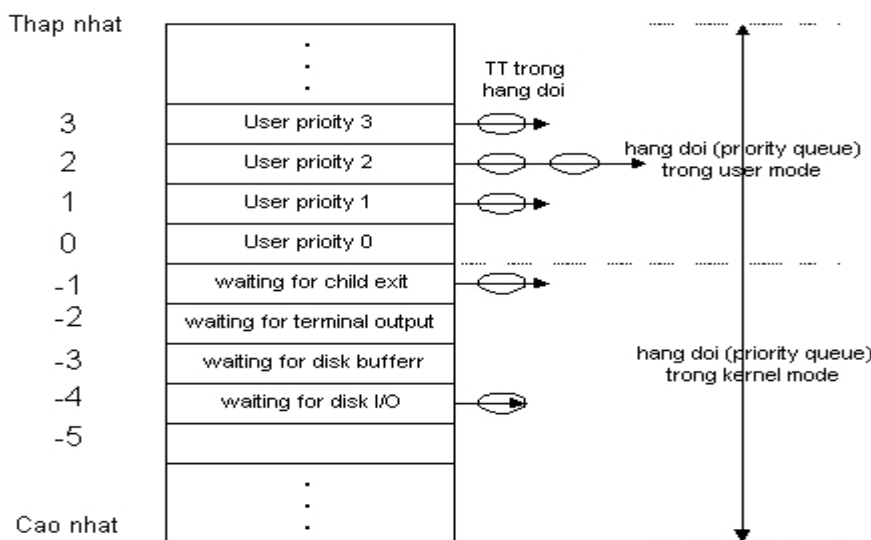 Thap nhat
TT trong
hang doi
3
User prioity 3
2
User prioity 2
hang doi (priority queue)
trong user mode
1
User prioity 1
0
User prioity 0
-1
waiting for child exit
-2
waiting for terminal output
-3
waiting for disk bufferr
hang doi (priority queue)
trong kernel mode
-4
waiting for disk I/O
-5
Cao nhat